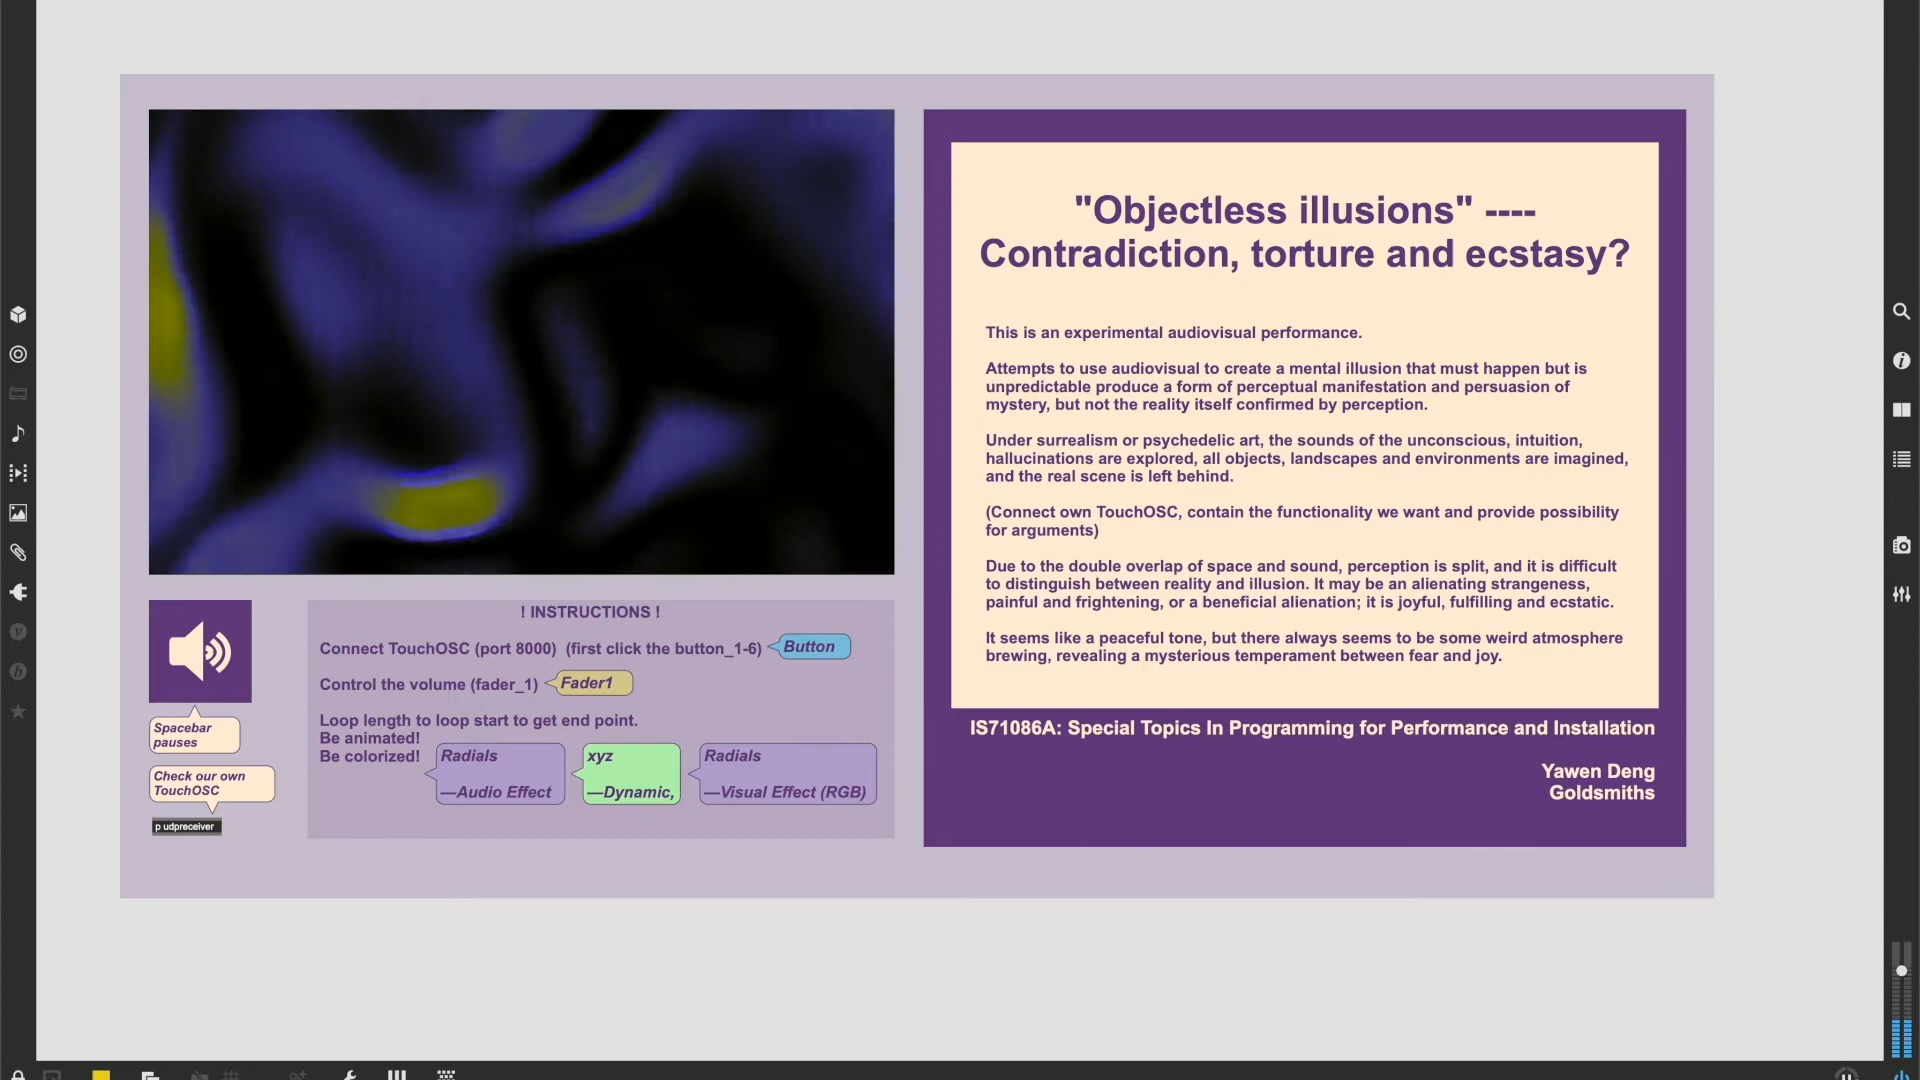 "Objectless illusions" ----
Contradiction, torture and ecstasy?
This is an experimental audiovisual performance.
Attempts to use audiovisual to create a mental illusion that must happen but is
unpredictable produce a form of perceptual manifestation and persuasion of
mystery, but not the reality itself confirmed by perception.
Under surrealism or psychedelic art, the sounds of the unconscious, intuition,
hallucinations are explored, all objects, landscapes and environments are imagined,
and the real scene is left behind.
(Connect own TouchOSC, contain the functionality we want and provide possibility
for arguments)
Due to the double overlap of space and sound, perception is split, and it is difficult
to distinguish between reality and illusion. It may be an alienating strangeness,
painful and frightening, or a beneficial alienation; it is joyful, fulfilling and ecstatic.
It seems like a peaceful tone, but there always seems to be some weird atmosphere
brewing, revealing a mysterious temperament between fear and joy.
IS71086A: Special Topics In Programming for Performance and Installation
Yawen Deng
Goldsmiths
! INSTRUCTIONS !
Connect TouchOSC (port 8000)  (first click the button_1-6) Button
Control the volume (fader_1) Fader1
Loop length to loop start to get end point.
Be animated!
Be colorized!
Radials
—Audio Effect
xyz
—Dynamic,
Radials
—Visual Effect (RGB)
Spacebar
pauses
Check our own
TouchOSC
p udpreceiver